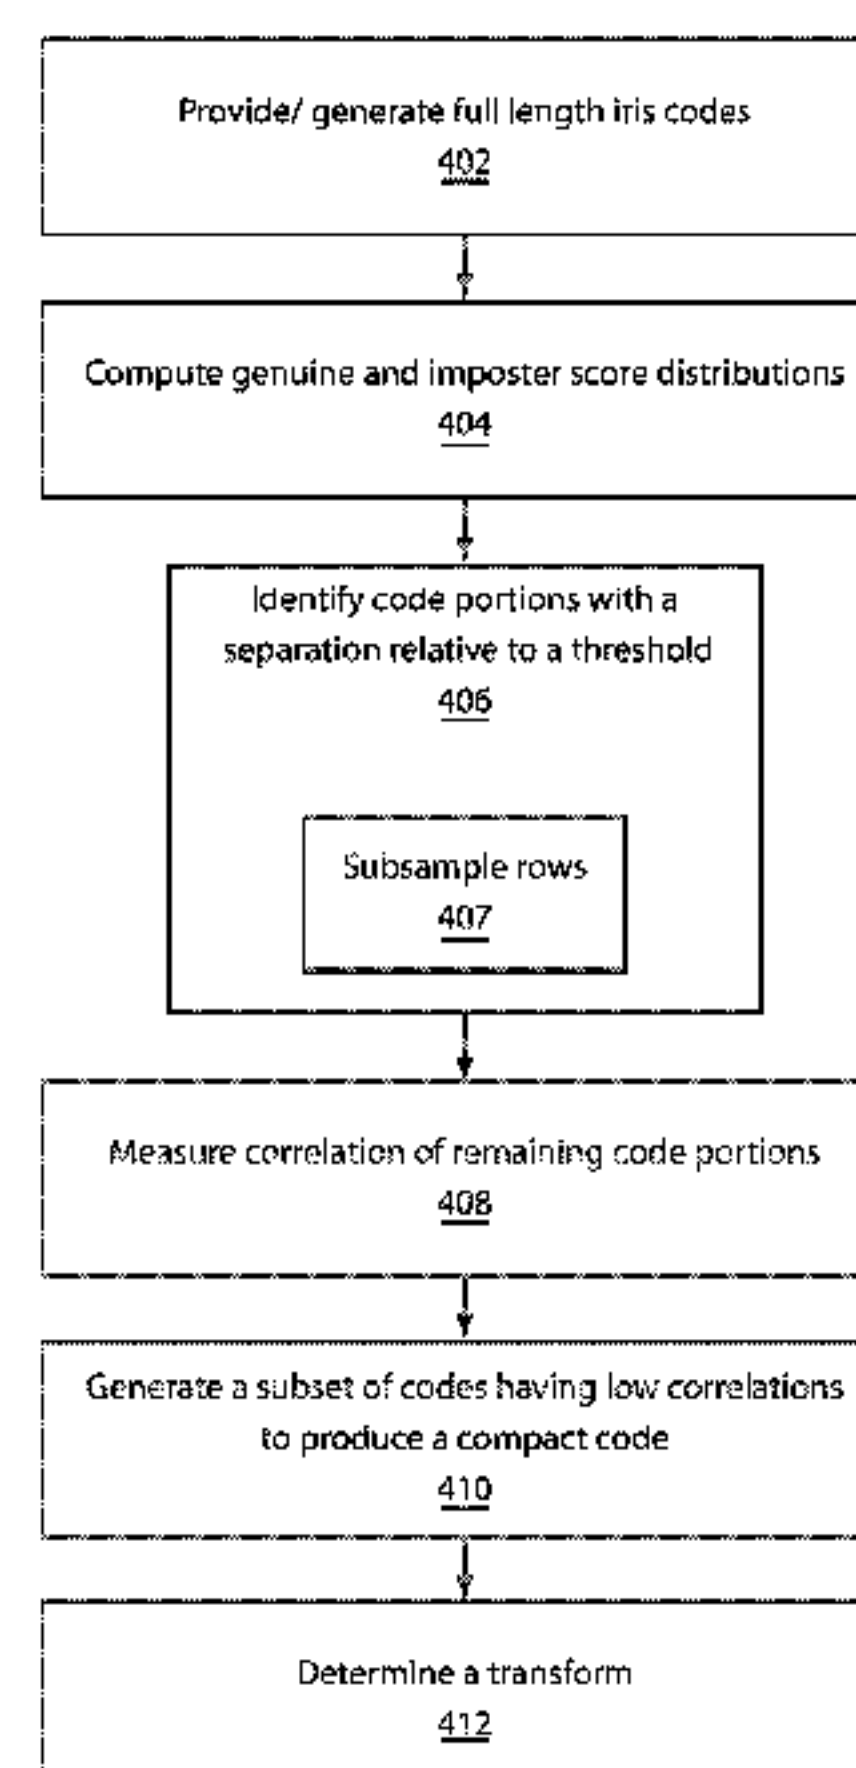 Provide/ generate full length iris codes
402
Compute genuine and imposter score distributions
404
Identify code portions with a
separation relative to a threshold
406
Subsample rows
407
Measure correlation of remaining code portions
408
Generate a subset of codes having low correlations
to produce a compact code
410
Determine a transform
412